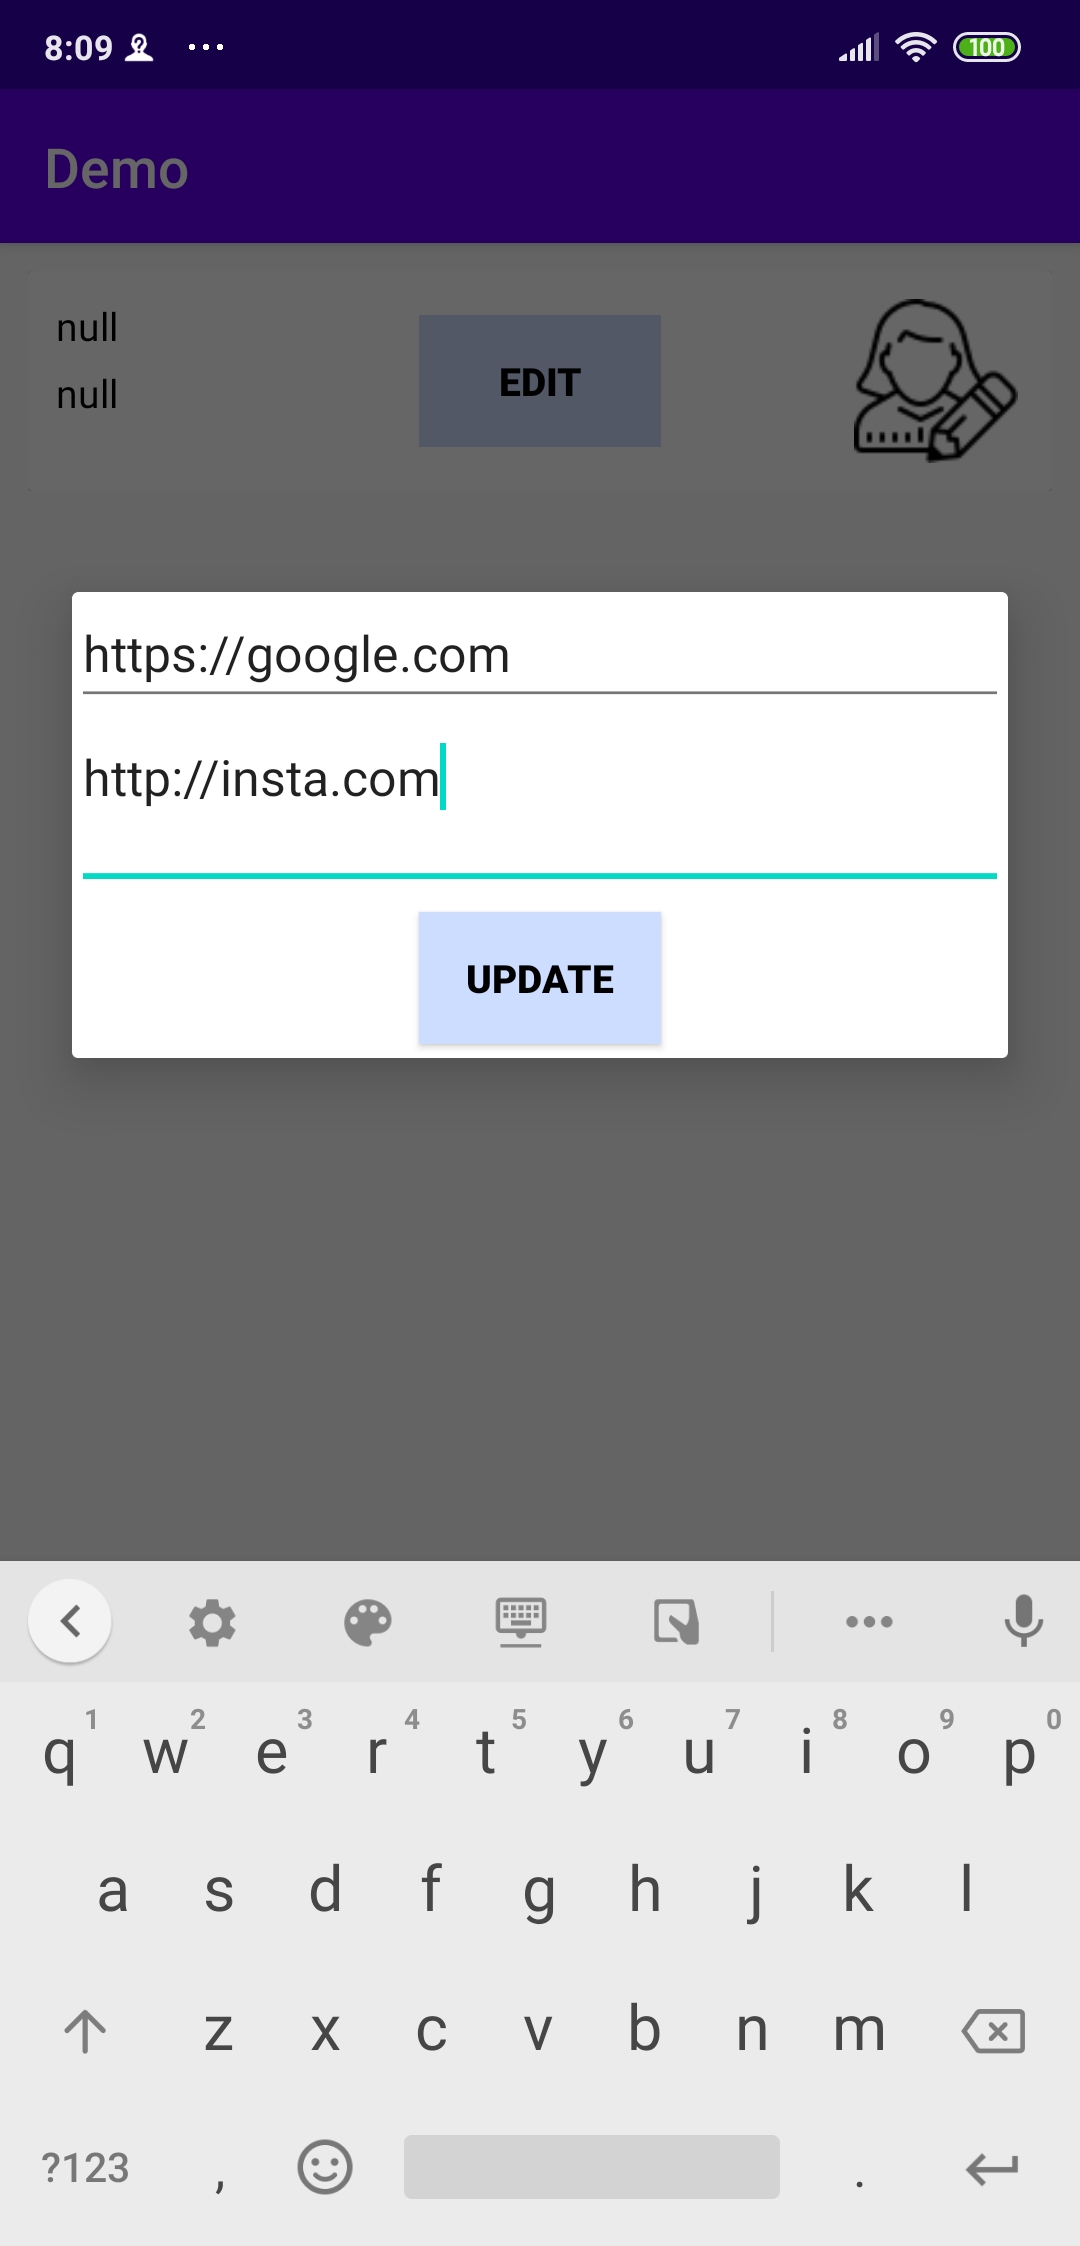 8:09 100
Demo
null
null
EDIT
https://google.com
http://insta.com
UPDATE
q 1 w 2 e 3 r 4 t 5 y 6 u 7 i 8 o 9 p 0
a s d f g h j k l
z x c v b n m
?123 , .